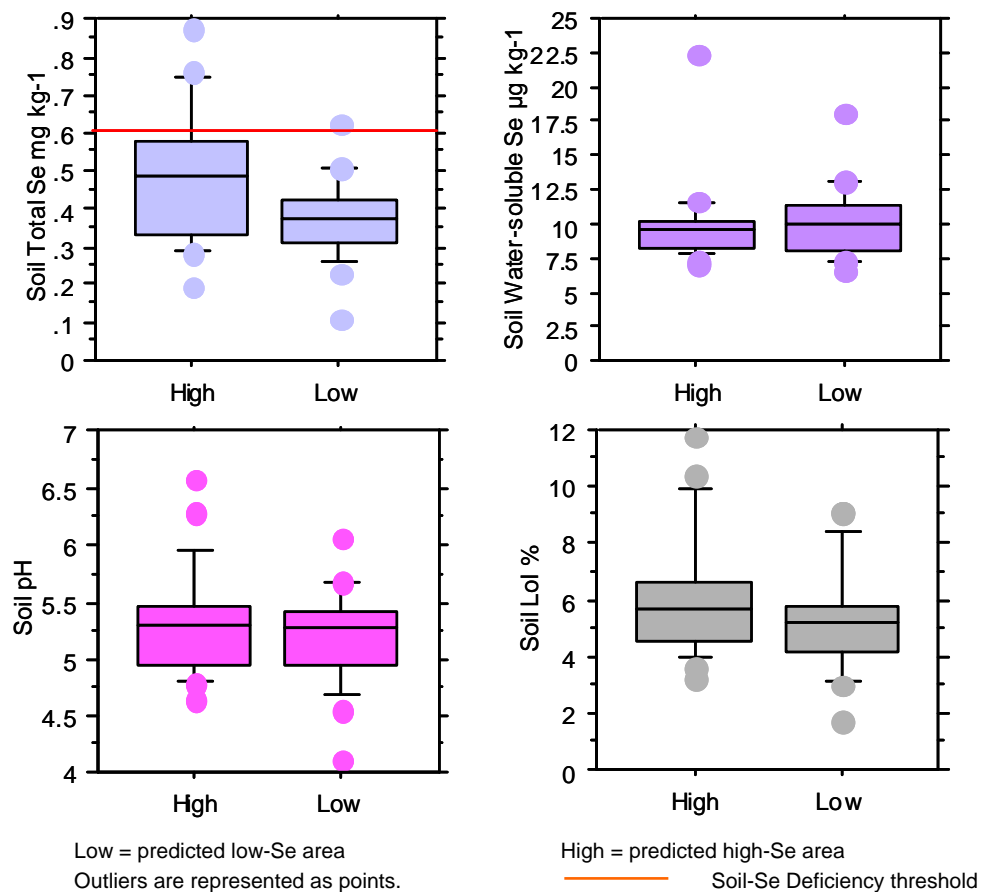 Soil Total Se mg kg-1
.9
.8
.7
.6
.5
.4
.3
.2
.1
0
High
Low
Soil Water-soluble Se µg kg-1
25
22.5
20
17.5
15
12.5
10
7.5
5
2.5
0
High
Low
Soil pH
7
6.5
6
5.5
5
4.5
4
High
Low
Soil LoI %
12
10
8
6
4
2
0
High
Low
Low = predicted low-Se area
High = predicted high-Se area
Outliers are represented as points.
Soil-Se Deficiency threshold